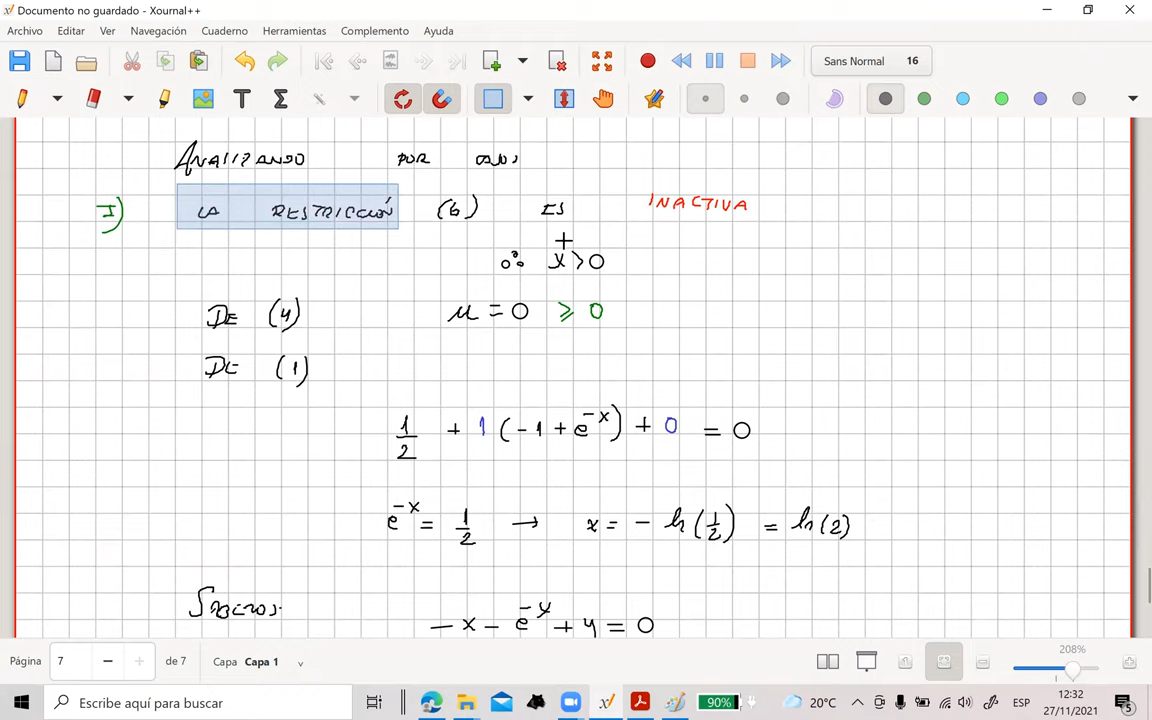 Documento no guardado - Xournal++
Archivo Editar Ver Navegación Cuaderno Herramientas Complemento Ayuda
Sans Normal 16
ANALIZANDO POR CASOS
I) LA RESTRICCIÓN (6) ES INACTIVA
∴ x > 0
DE (4) μ = 0 ≥ 0
DE (1)
1/2 + 1 (-1 + e^-x) + 0 = 0
e^-x = 1/2 → x = - ln(1/2) = ln(2)
- x - e^-x + y = 0
Página 7 de 7 Capa Capa 1 208%
Escribe aquí para buscar
90% 20°C ESP 12:32
27/11/2021 5